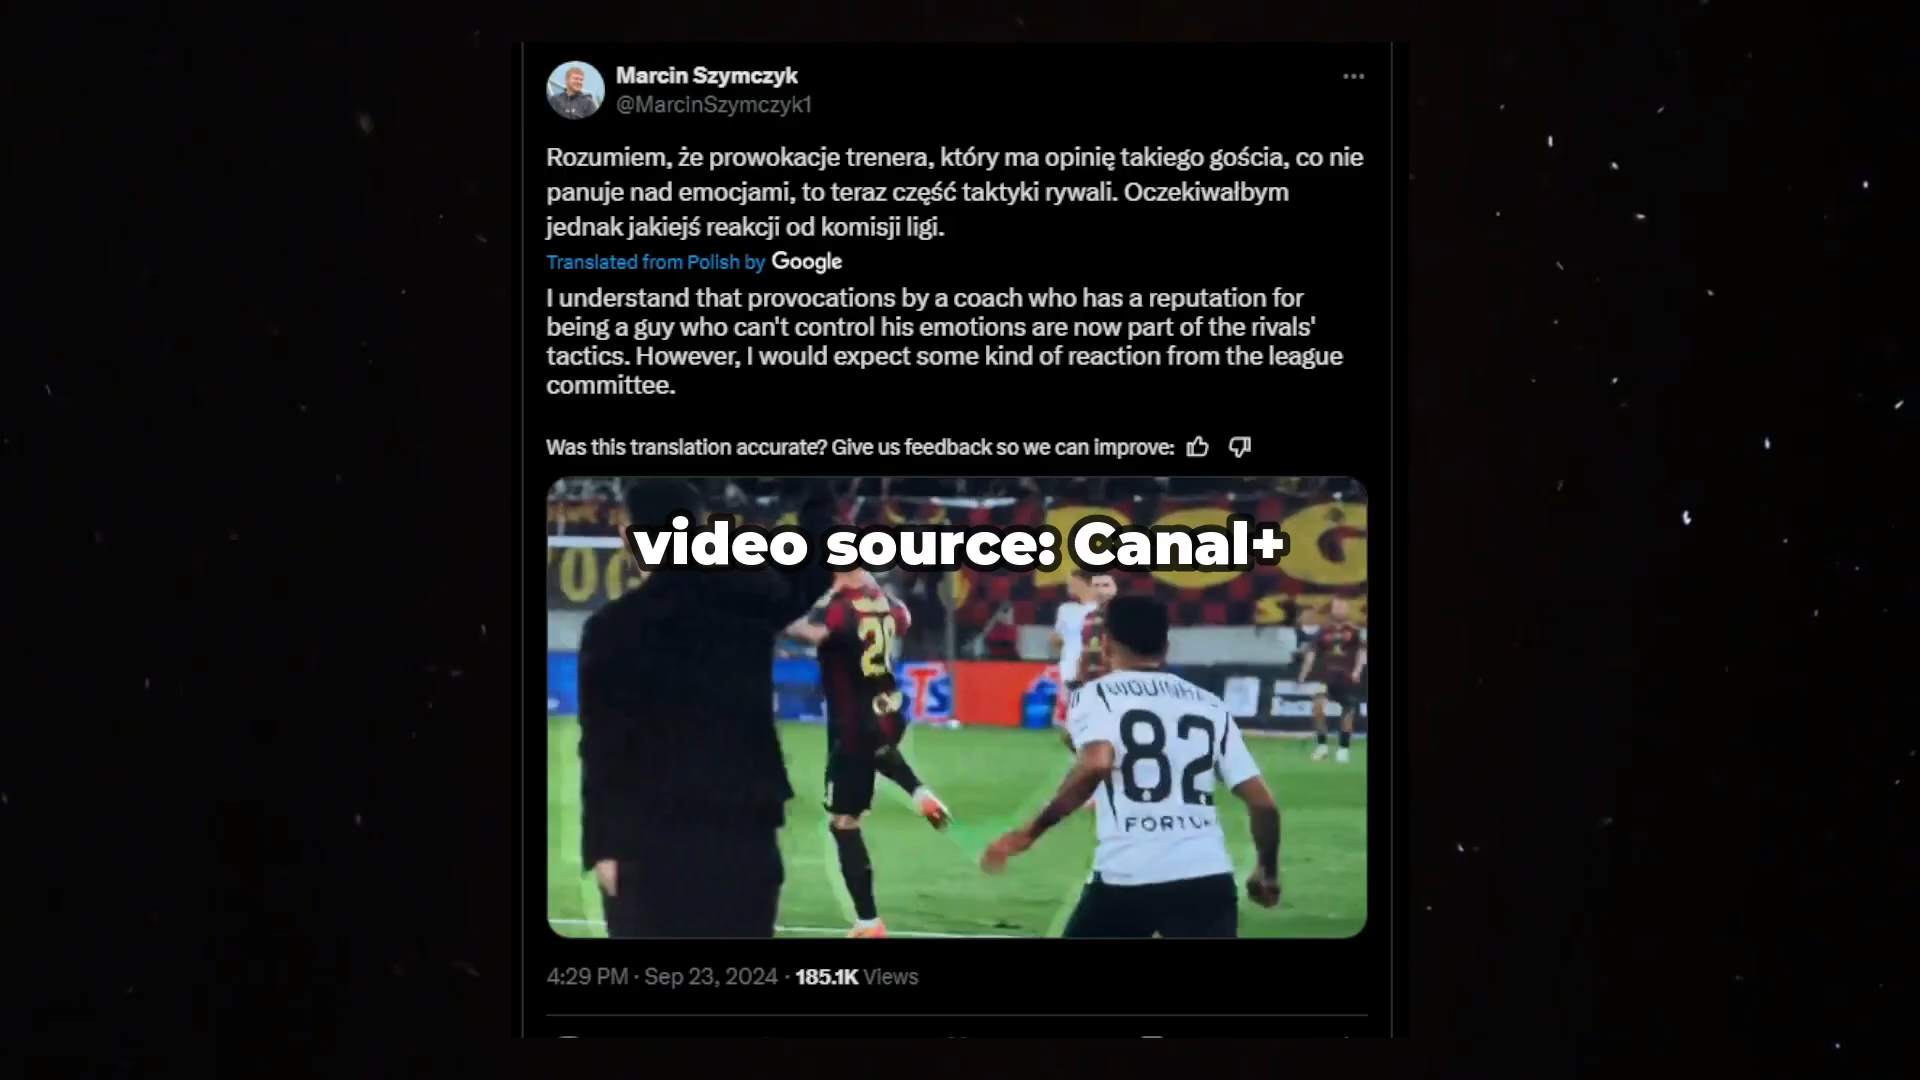 Marcin Szymczyk
@MarcinSzymczyk1
Rozumiem, że prowokacje trenera, który ma opinię takiego gościa, co nie
panuje nad emocjami, to teraz część taktyki rywali. Oczekiwałbym
jednak jakiejś reakcji od komisji ligi.
Translated from Polish by Google
I understand that provocations by a coach who has a reputation for
being a guy who can't control his emotions are now part of the rivals'
tactics. However, I would expect some kind of reaction from the league
committee.
Was this translation accurate? Give us feedback so we can improve:
video source: Canal+
20
TS
82
4:29 PM · Sep 23, 2024 · 185.1K Views